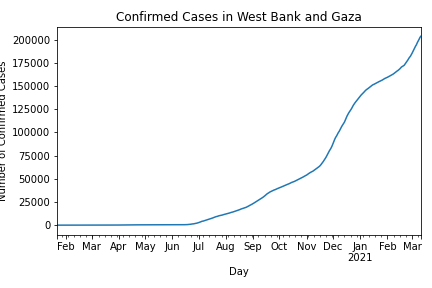 Confirmed Cases in West Bank and Gaza
Number of Confirmed Cases
200000
175000
150000
125000
100000
75000
50000
25000
0
Feb Mar Apr May Jun Jul Aug Sep Oct Nov Dec Jan Feb Mar
2021
Day